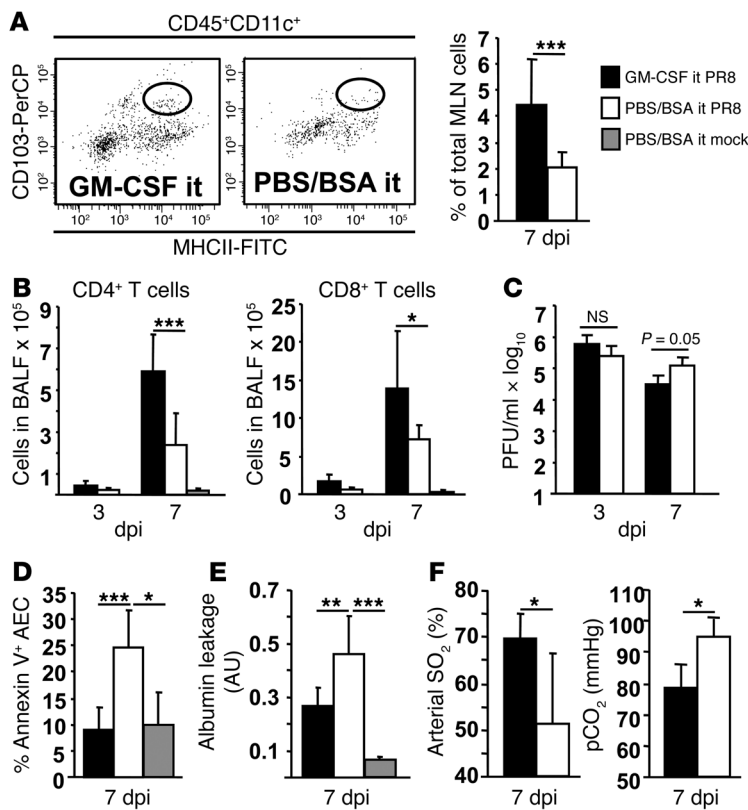 A
CD45⁺CD11c⁺
CD103-PerCP
10⁵
10⁴
10³
10²
GM-CSF it
10² 10³ 10⁴ 10⁵
10⁵
10⁴
10³
10²
PBS/BSA it
10² 10³ 10⁴ 10⁵
MHCII-FITC
% of total MLN cells
7
6
5
4
3
2
1
0
***
7 dpi
GM-CSF it PR8
PBS/BSA it PR8
PBS/BSA it mock
B
CD4⁺ T cells
Cells in BALF x 10⁵
9
7
5
3
1
***
3 7
dpi
CD8⁺ T cells
Cells in BALF x 10⁵
25
20
15
10
5
0
*
3 7
dpi
C
PFU/ml × log₁₀
7
6
5
4
3
2
1
NS
P = 0.05
3 7
dpi
D
% Annexin V⁺ AEC
35
30
25
20
15
10
5
0
*** *
7 dpi
E
Albumin leakage
(AU)
0.7
0.5
0.3
0.1
** ***
7 dpi
F
Arterial SO₂ (%)
80
70
60
50
40
*
7 dpi
pCO₂ (mmHg)
110
100
90
80
70
60
50
*
7 dpi